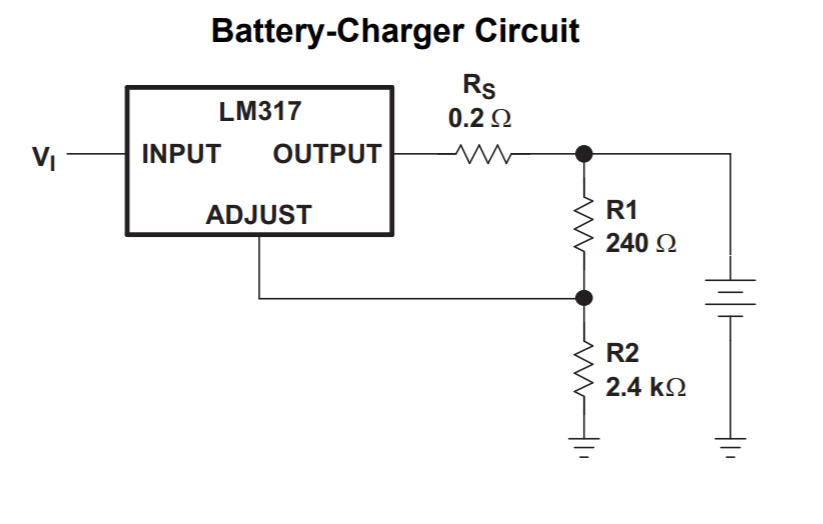 Battery-Charger Circuit
LM317
INPUT OUTPUT
ADJUST
VI
RS
0.2 Ω
R1
240 Ω
R2
2.4 kΩ